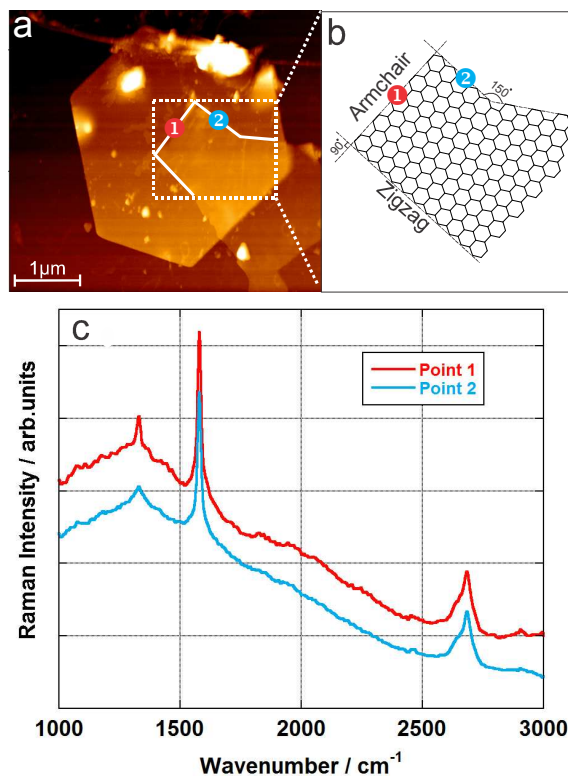 a
1
2
1μm
b
Armchair
1
2
150°
90°
Zigzag
c
Point 1
Point 2
Raman Intensity / arb.units
1000
1500
2000
2500
3000
Wavenumber / cm⁻¹